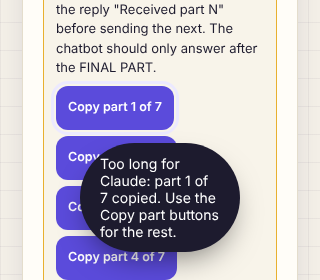 the reply "Received part N"
before sending the next. The
chatbot should only answer after
the FINAL PART.
Copy part 1 of 7
Copy
Too long for
Claude: part 1 of
7 copied. Use the
Copy part buttons
for the rest.
Copy part 4 of 7